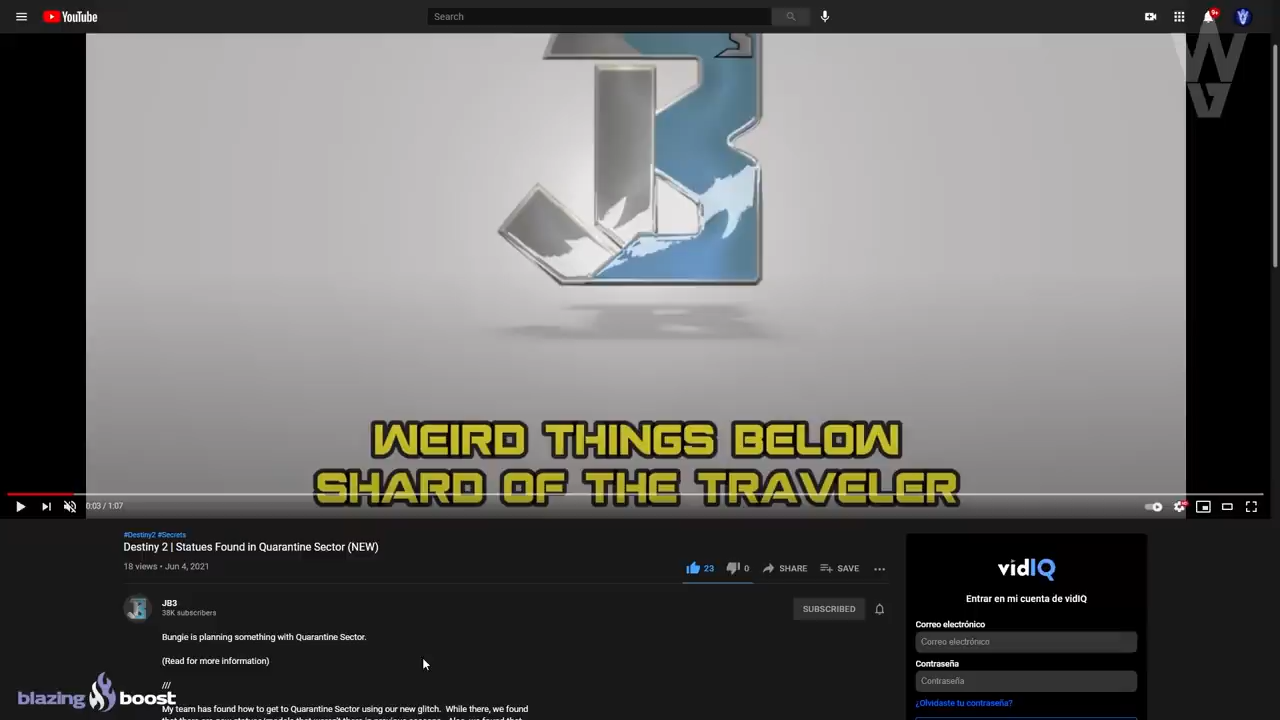 YouTube
Search
9+
WEIRD THINGS BELOW
SHARD OF THE TRAVELER
0:03 / 1:07
#Destiny2 #Secrets
Destiny 2 | Statues Found in Quarantine Sector (NEW)
18 views • Jun 4, 2021
23
0
SHARE
SAVE
JB3
38K subscribers
SUBSCRIBED
Bungie is planning something with Quarantine Sector.
(Read for more information)
///
My team has found how to get to Quarantine Sector using our new glitch. While there, we found
vidIQ
Entrar en mi cuenta de vidIQ
Correo electrónico
Correo electrónico
Contraseña
Contraseña
¿Olvidaste tu contraseña?
blazing boost